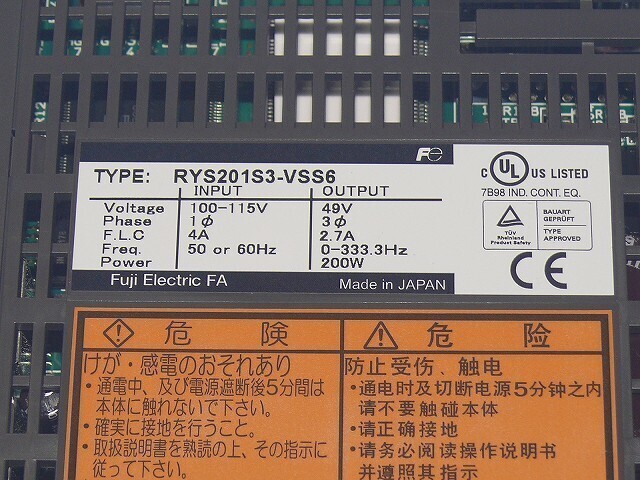 Fe
TYPE: RYS201S3-VSS6
INPUT OUTPUT
Voltage 100-115V 49V
Phase 1ϕ 3ϕ
F.L.C 4A 2.7A
Freq. 50 or 60Hz 0-333.3Hz
Power 200W
Fuji Electric FA Made in JAPAN
C UL US LISTED
7B98 IND. CONT. EQ.
TÜV
Rheinland
Product Safety
BAUART
GEPRÜFT
TYPE
APPROVED
CE
危 険
けが・感電のおそれあり
・通電中、及び電源遮断後5分間は
本体に触れないで下さい。
・確実に接地を行うこと。
・取扱説明書を熟読の上、その指示に
従って下さい。
危 险
防止受伤、触电
・通电时及切断电源5分钟之内
请不要触碰本体
・请正确接地
・请务必阅读操作说明书
并遵照其指示